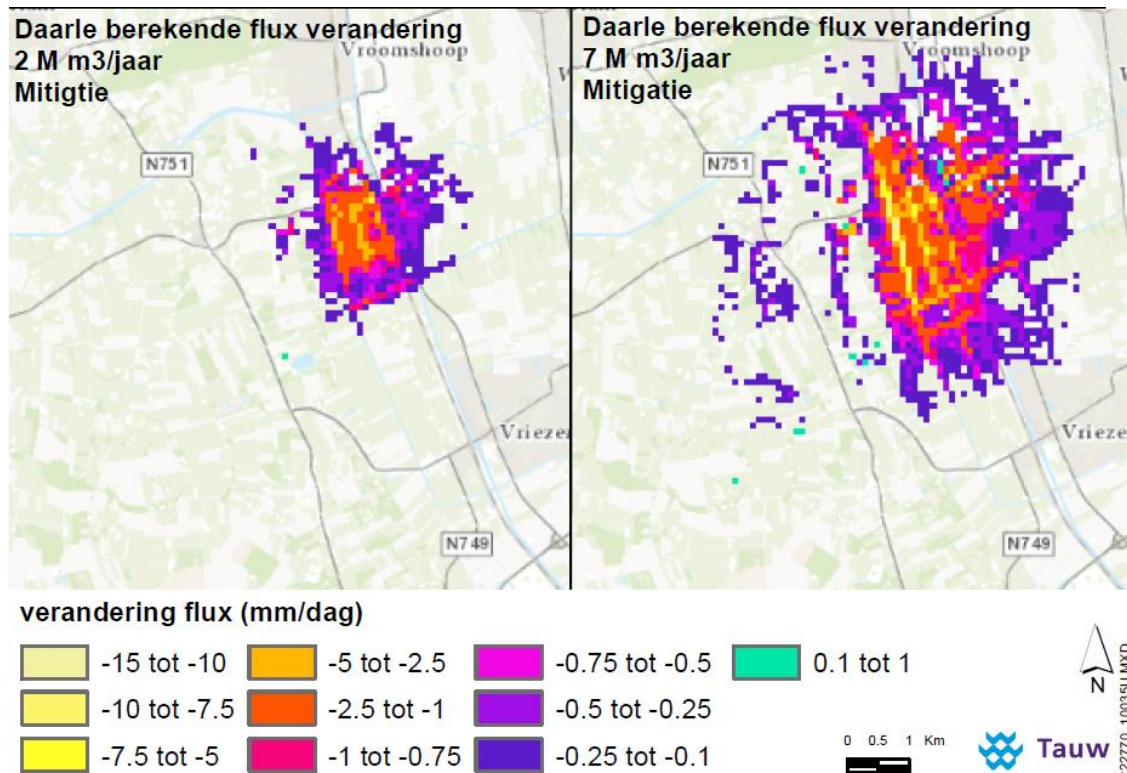 Daarle berekende flux verandering
2 M m3/jaar
Mitigtie
Vroomshoop
N751
Vriezen
N749
Daarle berekende flux verandering
7 M m3/jaar
Mitigatie
Vroomshoop
N751
Vriezen
N749
verandering flux (mm/dag)
-15 tot -10
-5 tot -2.5
-0.75 tot -0.5
0.1 tot 1
-10 tot -7.5
-2.5 tot -1
-0.5 tot -0.25
-7.5 tot -5
-1 tot -0.75
-0.25 tot -0.1
0 0.5 1 Km
N
Tauw